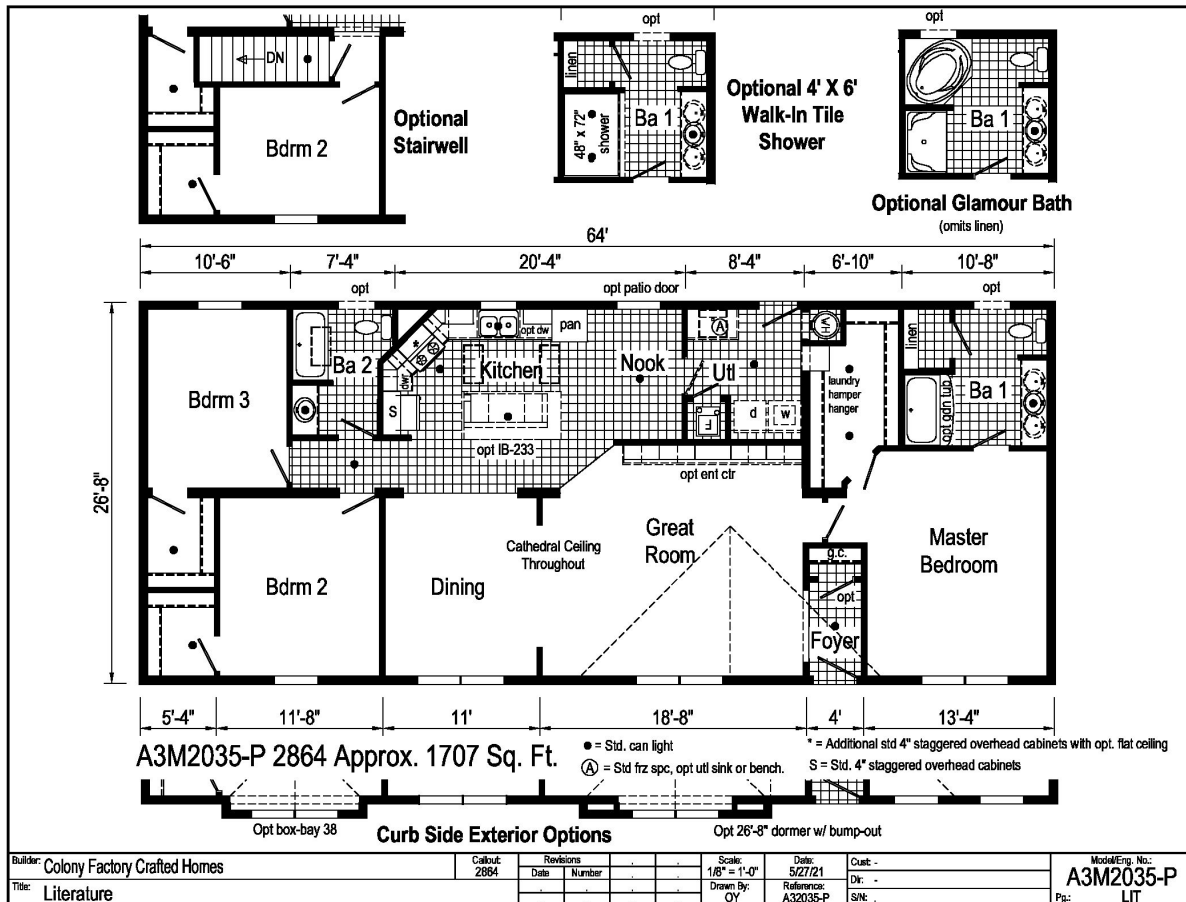 opt
opt
DN
Bdrm 2
Optional
Stairwell
linen
48" x 72"
shower
Ba 1
Optional 4' X 6'
Walk-In Tile
Shower
Ba 1
Optional Glamour Bath
(omits linen)
64'
10'-6"
7'-4"
20'-4"
8'-4"
6'-10"
10'-8"
opt
opt patio door
opt
26'-8"
Bdrm 3
Ba 2
*
dwr
S
opt dw
pan
Kitchen
Nook
opt IB-233
A
Utl
F
d
w
WH
laundry
hamper
hanger
linen
opt gdn tub
Ba 1
opt ent ctr
Bdrm 2
Dining
Cathedral Ceiling
Throughout
Great
Room
g.c.
opt
Foyer
Master
Bedroom
5'-4"
11'-8"
11'
18'-8"
4'
13'-4"
A3M2035-P 2864 Approx. 1707 Sq. Ft.
● = Std. can light
Ⓐ = Std frz spc, opt utl sink or bench.
* = Additional std 4" staggered overhead cabinets with opt. flat ceiling
S = Std. 4" staggered overhead cabinets
Opt box-bay 38
Curb Side Exterior Options
Opt 26'-8" dormer w/ bump-out
Builder: Colony Factory Crafted Homes
Title: Literature
Callout:
2864
Revisions
Date Number
Scale:
1/8" = 1'-0"
Drawn By:
OY
Date:
5/27/21
Reference:
A32035-P
Cust: -
Dlr: -
S/N: .
Model/Eng. No.:
A3M2035-P
Pg.: LIT